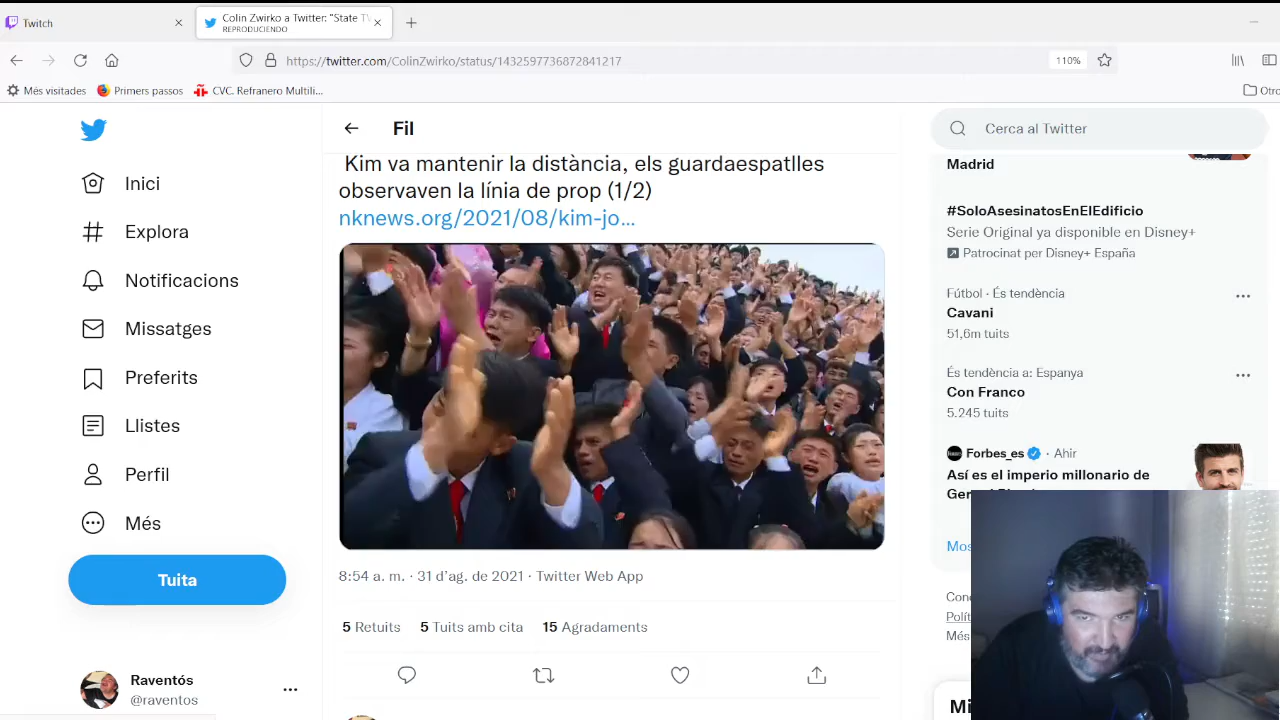 Twitch
Colin Zwirko a Twitter: "State TV
REPRODUCIENDO
https://twitter.com/ColinZwirko/status/1432597736872841217
110%
Més visitades
Primers passos
CVC. Refranero Multili...
Otro
Fil
Cerca al Twitter
Inici
Explora
Notificacions
Missatges
Preferits
Llistes
Perfil
Més
Tuita
Raventós
@raventos
Kim va mantenir la distància, els guardaespatlles
observaven la línia de prop (1/2)
nknews.org/2021/08/kim-jo...
8:54 a. m. · 31 d'ag. de 2021 · Twitter Web App
5 Retuits 5 Tuits amb cita 15 Agradaments
Madrid
#SoloAsesinatosEnElEdificio
Serie Original ya disponible en Disney+
Patrocinat per Disney+ España
Fútbol · És tendència
Cavani
51,6m tuits
És tendència a: Espanya
Con Franco
5.245 tuits
Forbes_es · Ahir
Así es el imperio millonario de
Mos
Polít
Més